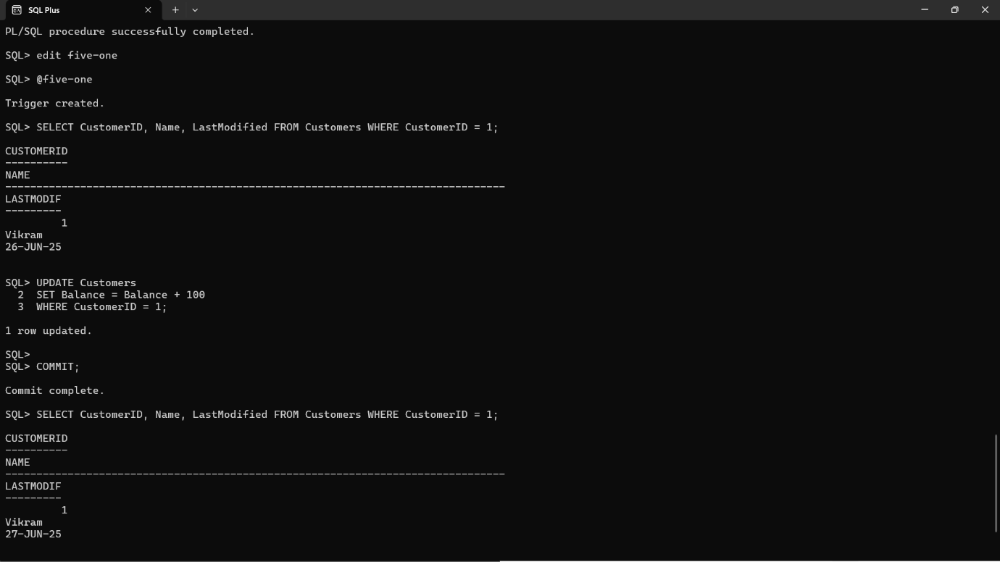 SQL Plus
PL/SQL procedure successfully completed.
SQL> edit five-one
SQL> @five-one
Trigger created.
SQL> SELECT CustomerID, Name, LastModified FROM Customers WHERE CustomerID = 1;
CUSTOMERID
----------
NAME
--------------------------------------------------------------------------------
LASTMODIF
---------
         1
Vikram
26-JUN-25
SQL> UPDATE Customers
  2  SET Balance = Balance + 100
  3  WHERE CustomerID = 1;
1 row updated.
SQL>
SQL> COMMIT;
Commit complete.
SQL> SELECT CustomerID, Name, LastModified FROM Customers WHERE CustomerID = 1;
CUSTOMERID
----------
NAME
--------------------------------------------------------------------------------
LASTMODIF
---------
         1
Vikram
27-JUN-25